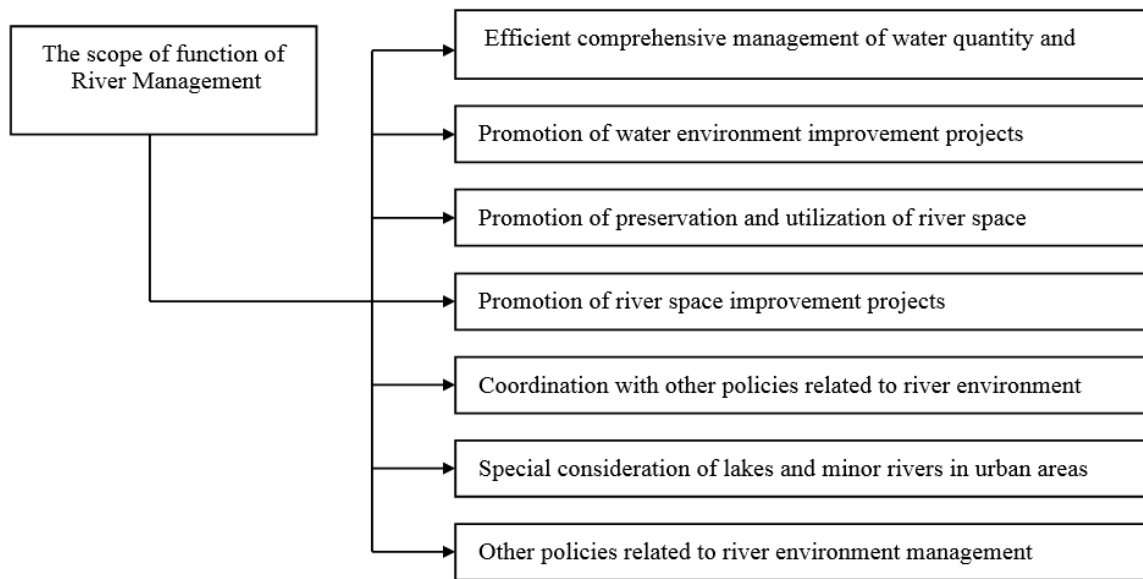 The scope of function of
River Management
Efficient comprehensive management of water quantity and
Promotion of water environment improvement projects
Promotion of preservation and utilization of river space
Promotion of river space improvement projects
Coordination with other policies related to river environment
Special consideration of lakes and minor rivers in urban areas
Other policies related to river environment management